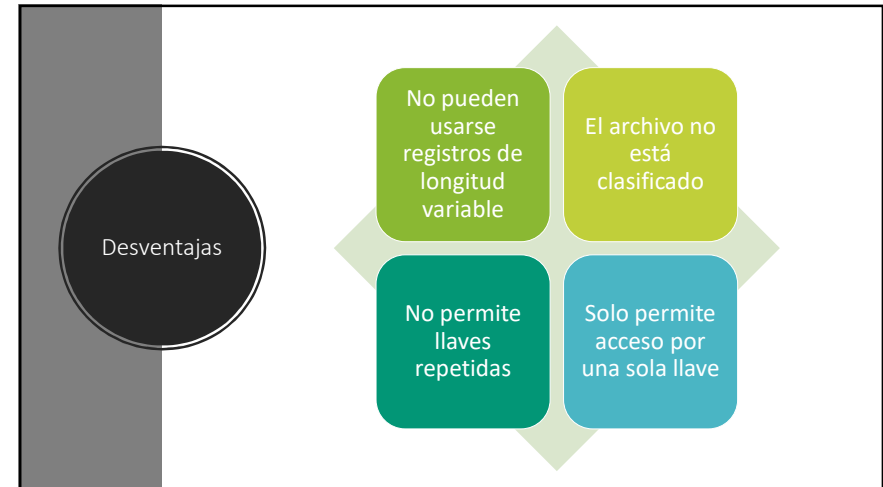 Desventajas
No pueden
usarse
registros de
longitud
variable
El archivo no
está
clasificado
No permite
llaves
repetidas
Solo permite
acceso por
una sola llave